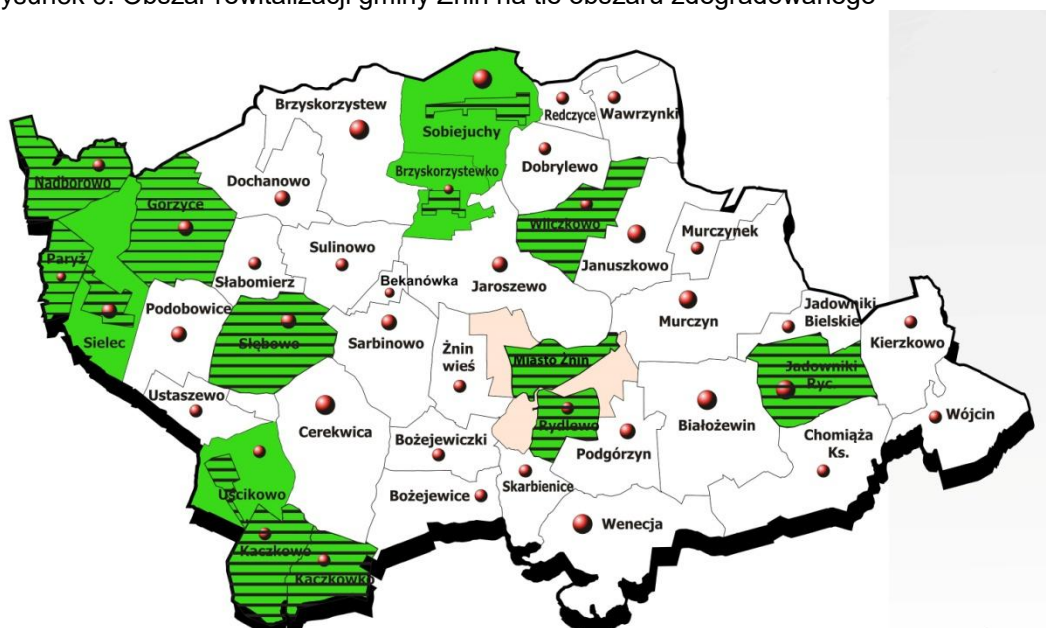 Rysunek 9. Obszar rewitalizacji gminy Żnin na tle obszaru zdegradowanego
Brzyskorzystew
Sobiejuchy
Redczyce
Wawrzynki
Brzyskorzystewko
Dobrylewo
Nadborowo
Dochanowo
Gorzyce
Wilczkowo
Murczynek
Paryż
Sulinowo
Januszkowo
Słabomierz
Bekanówka
Jaroszewo
Podobowice
Jadowniki
Bielskie
Murczyn
Sielec
Słębowo
Sarbinowo
Żnin
wieś
Miasto Żnin
Kierzkowo
Jadowniki
Ryc.
Ustaszewo
Cerekwica
Bożejewiczki
Rydlewo
Białożewin
Wójcin
Chomiąża
Ks.
Podgórzyn
Uścikowo
Bożejewice
Skarbienice
Wenecja
Kaczkowo
Kaczkówko